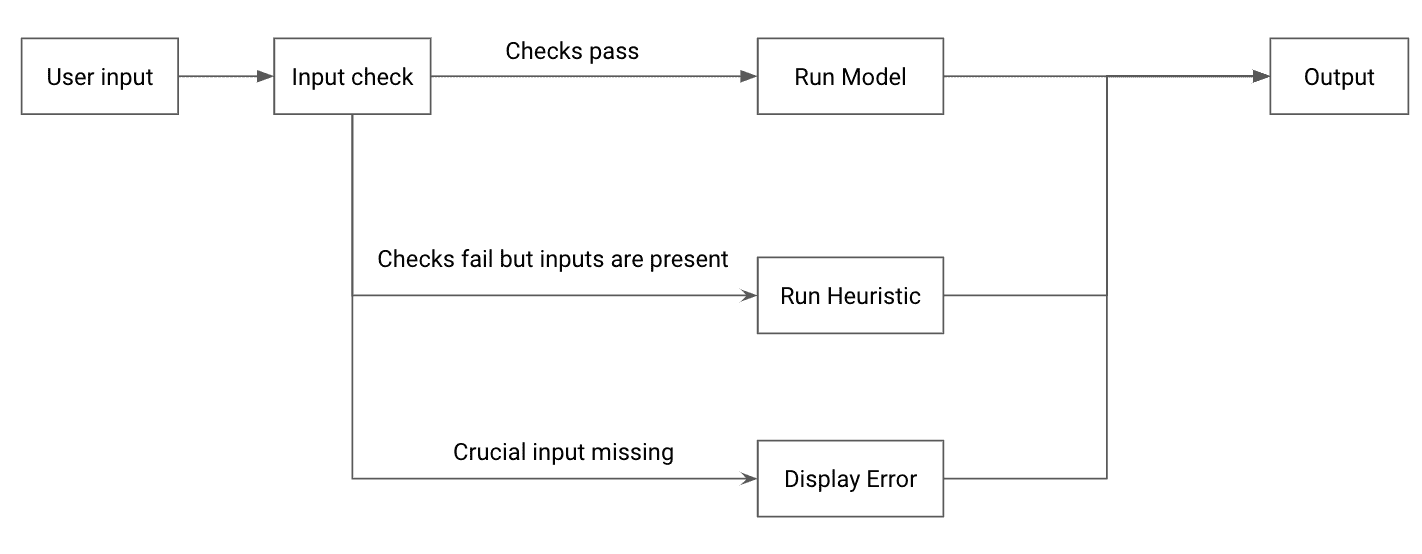 User input
Input check
Checks pass
Run Model
Output
Checks fail but inputs are present
Run Heuristic
Crucial input missing
Display Error